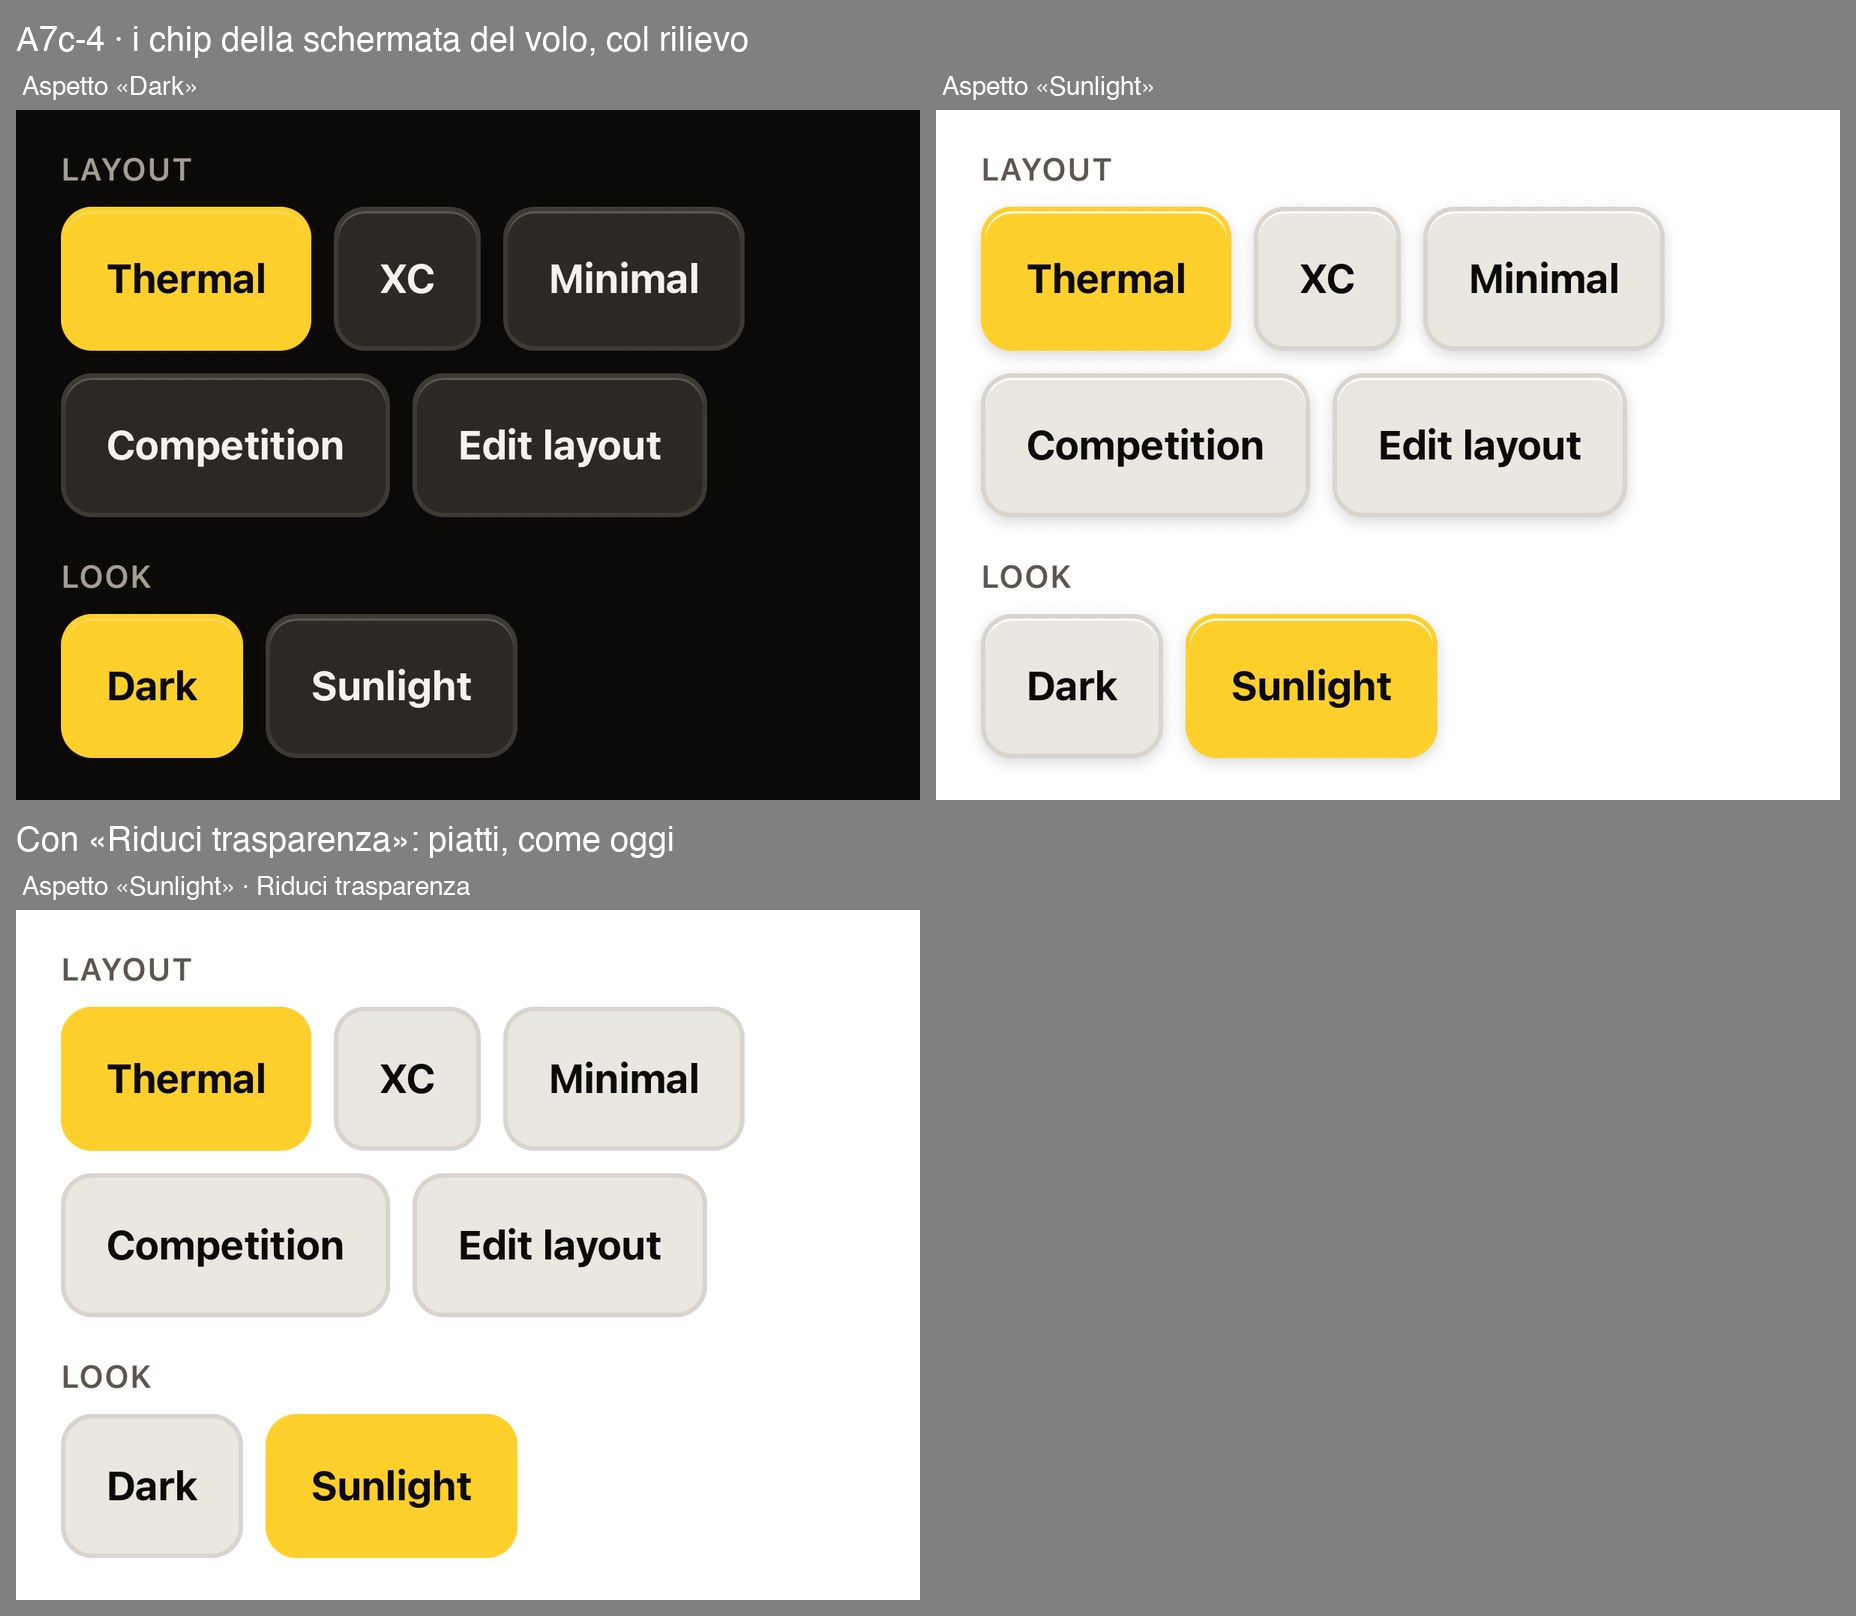 A7c-4 · i chip della schermata del volo, col rilievo
Aspetto «Dark»
LAYOUT
Thermal XC Minimal
Competition Edit layout
LOOK
Dark Sunlight
Aspetto «Sunlight»
LAYOUT
Thermal XC Minimal
Competition Edit layout
LOOK
Dark Sunlight
Con «Riduci trasparenza»: piatti, come oggi
Aspetto «Sunlight» · Riduci trasparenza
LAYOUT
Thermal XC Minimal
Competition Edit layout
LOOK
Dark Sunlight